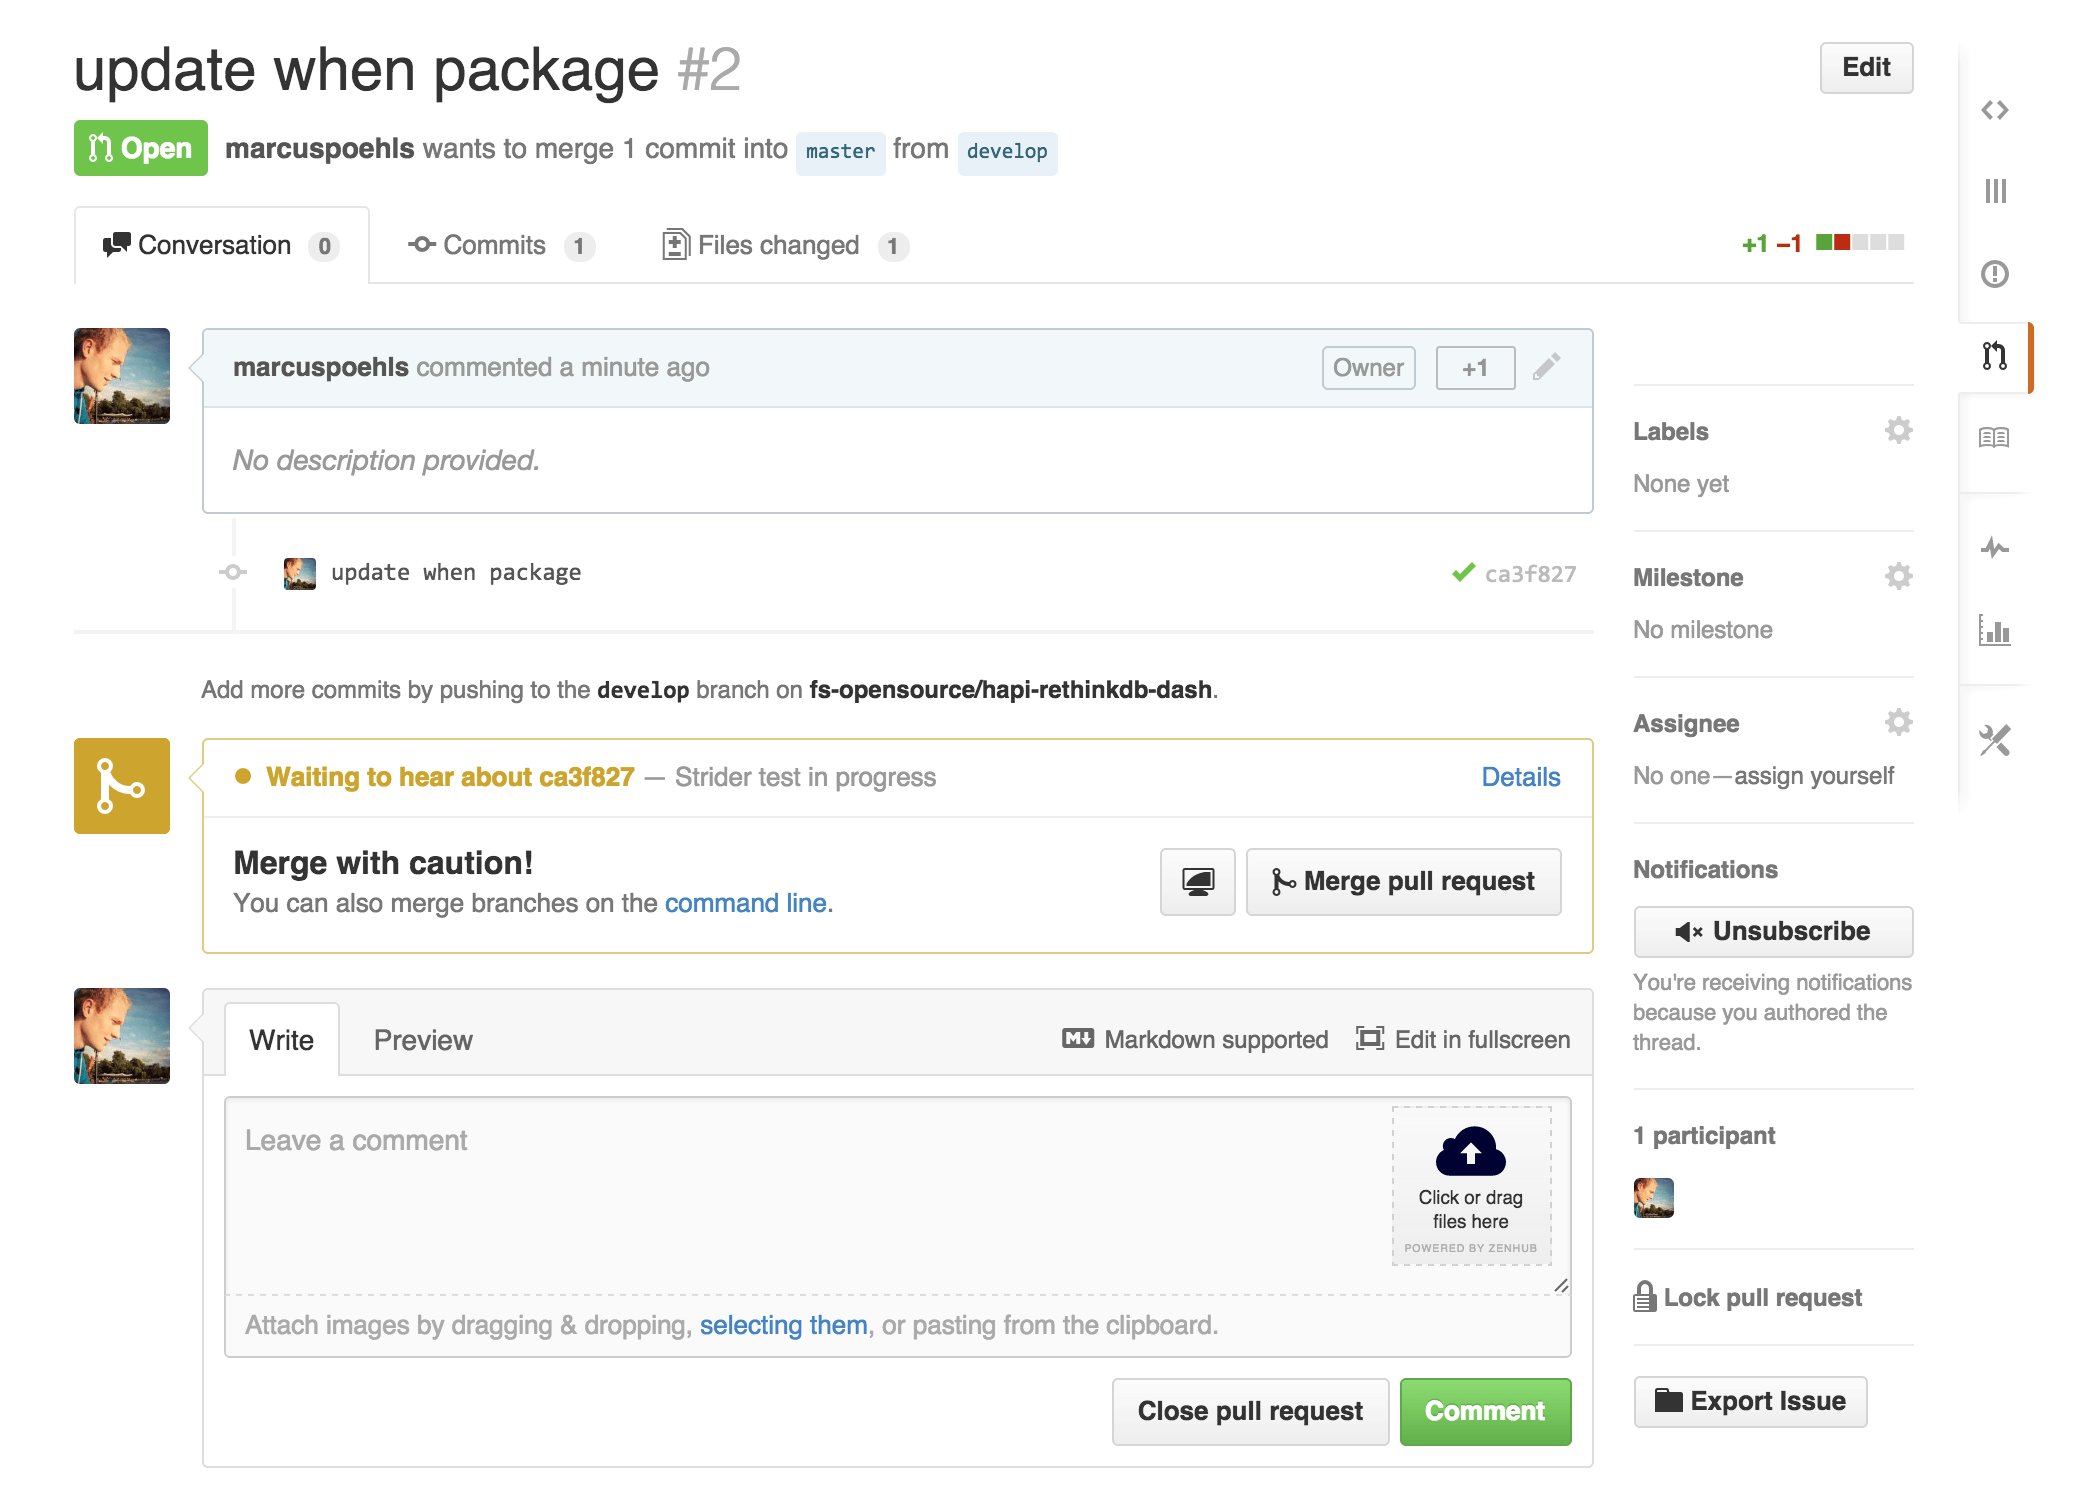 update when package #2
Edit
Open marcuspoehls wants to merge 1 commit into master from develop
Conversation 0 Commits 1 Files changed 1 +1 −1
marcuspoehls commented a minute ago Owner +1
No description provided.
update when package ca3f827
Add more commits by pushing to the develop branch on fs-opensource/hapi-rethinkdb-dash.
Waiting to hear about ca3f827 — Strider test in progress Details
Merge with caution!
You can also merge branches on the command line.
Merge pull request
Write Preview Markdown supported Edit in fullscreen
Leave a comment
Click or drag
files here
POWERED BY ZENHUB
Attach images by dragging & dropping, selecting them, or pasting from the clipboard.
Close pull request Comment
Labels
None yet
Milestone
No milestone
Assignee
No one—assign yourself
Notifications
Unsubscribe
You're receiving notifications
because you authored the
thread.
1 participant
Lock pull request
Export Issue